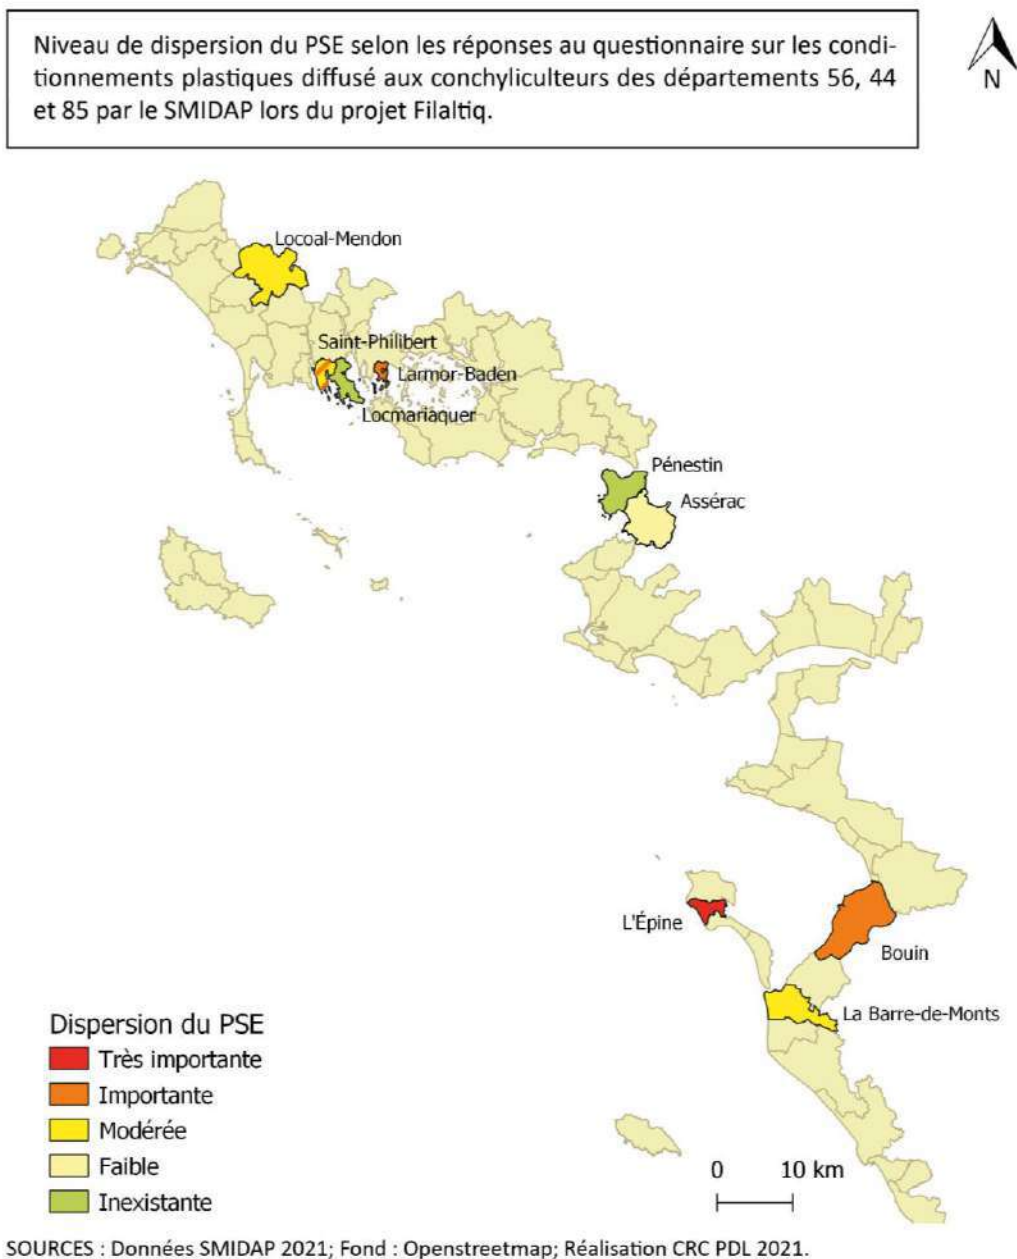 Niveau de dispersion du PSE selon les réponses au questionnaire sur les condi-
tionnements plastiques diffusé aux conchyliculteurs des départements 56, 44
et 85 par le SMIDAP lors du projet Filaltiq.
N
Locoal-Mendon
Saint-Philibert
Larmor-Baden
Locmariaquer
Pénestin
Assérac
L'Épine
Bouin
La Barre-de-Monts
Dispersion du PSE
Très importante
Importante
Modérée
Faible
Inexistante
0 10 km
SOURCES : Données SMIDAP 2021; Fond : Openstreetmap; Réalisation CRC PDL 2021.